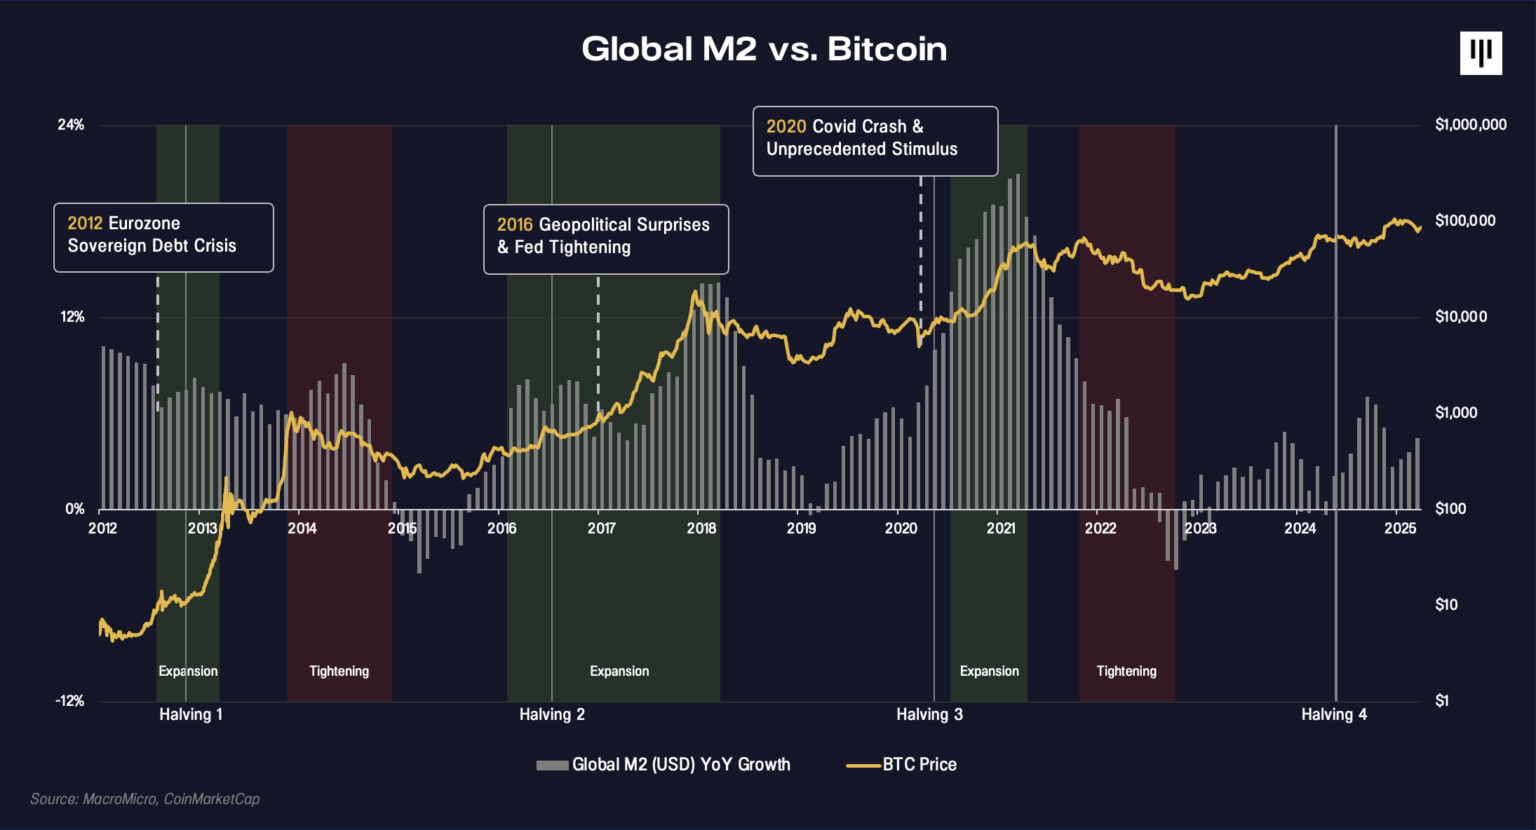 Global M2 vs. Bitcoin
2020 Covid Crash &
Unprecedented Stimulus
24%
$1,000,000
2012 Eurozone
Sovereign Debt Crisis
2016 Geopolitical Surprises
& Fed Tightening
$100,000
12%
$10,000
$1,000
0%
$100
2012 2013 2014 2015 2016 2017 2018 2019 2020 2021 2022 2023 2024 2025
$10
Expansion Tightening Expansion Expansion Tightening
-12%
$1
Halving 1 Halving 2 Halving 3 Halving 4
Global M2 (USD) YoY Growth BTC Price
Source: MacroMicro, CoinMarketCap